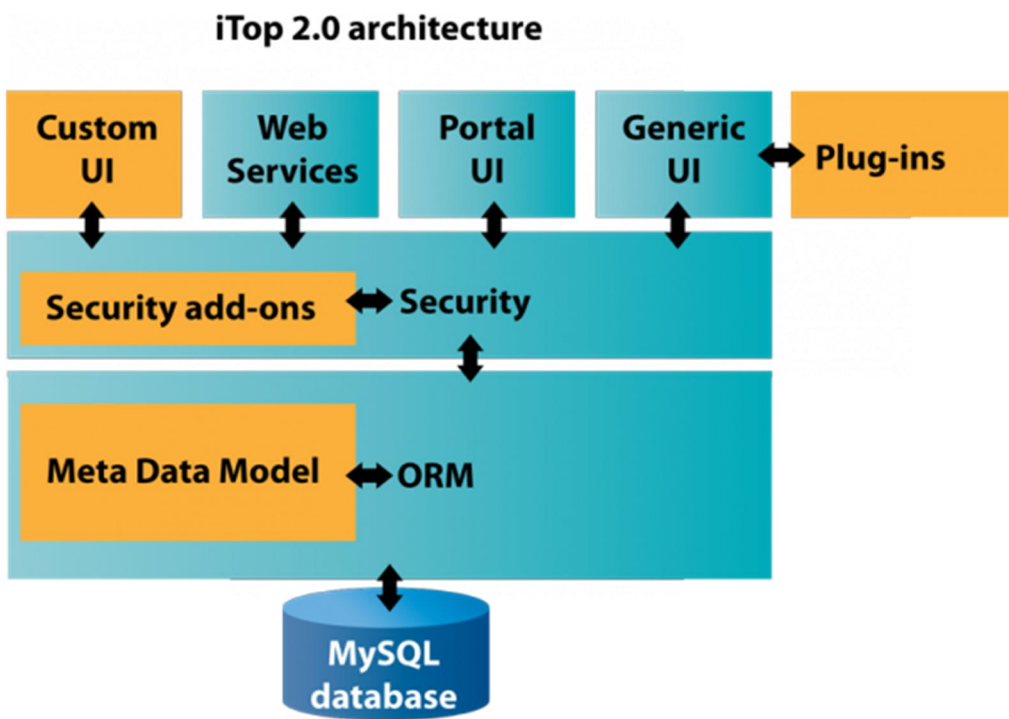 iTop 2.0 architecture
Custom
UI
Web
Services
Portal
UI
Generic
UI
Plug-ins
Security add-ons
Security
Meta Data Model
ORM
MySQL
database